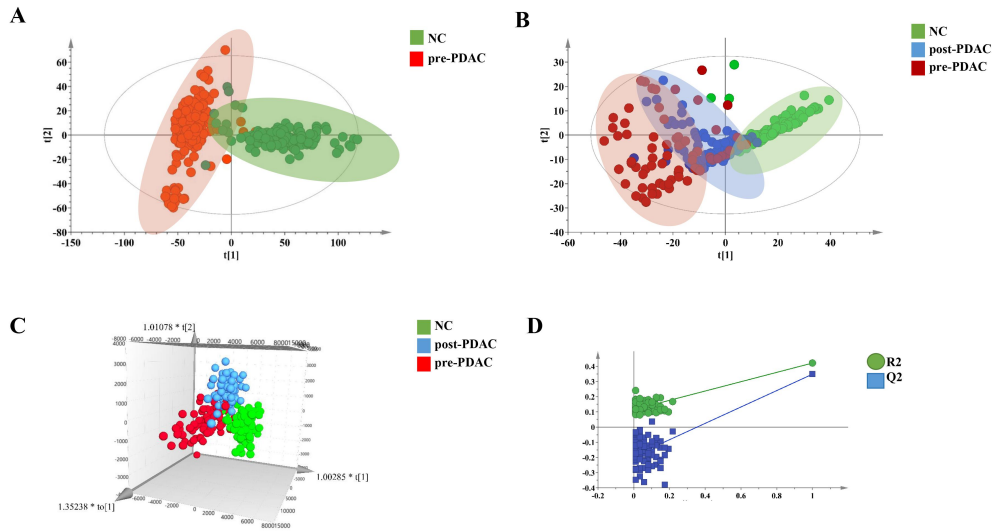 A
NC
pre-PDAC
60
40
20
0
-20
-40
-60
-80
t[2]
-150
-100
-50
0
50
100
t[1]
B
NC
post-PDAC
pre-PDAC
30
20
10
0
-10
-20
-30
t[2]
-60
-40
-20
0
20
40
t[1]
C
NC
post-PDAC
pre-PDAC
1.01078 * t[2]
1.00285 * t[1]
1.35238 * to[1]
D
R2
Q2
0.4
0.3
0.2
0.1
0
-0.1
-0.2
-0.3
-0.4
-0.2
0
0.2
0.4
0.6
0.8
1